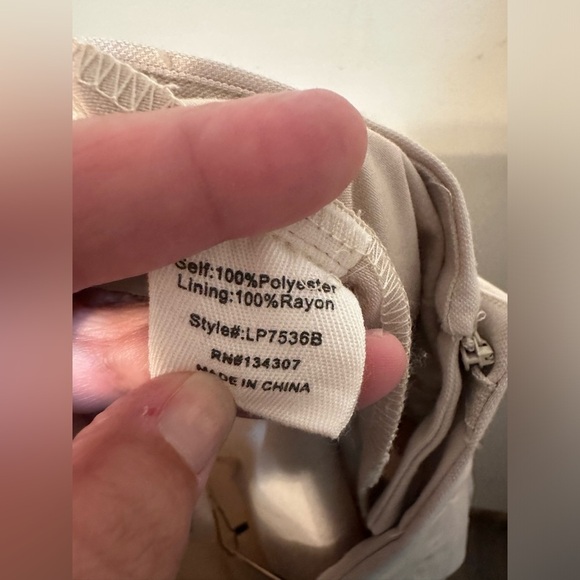 Self:100%Polyester
Lining:100%Rayon
Style#:LP7536B
RN#134307
MADE IN CHINA